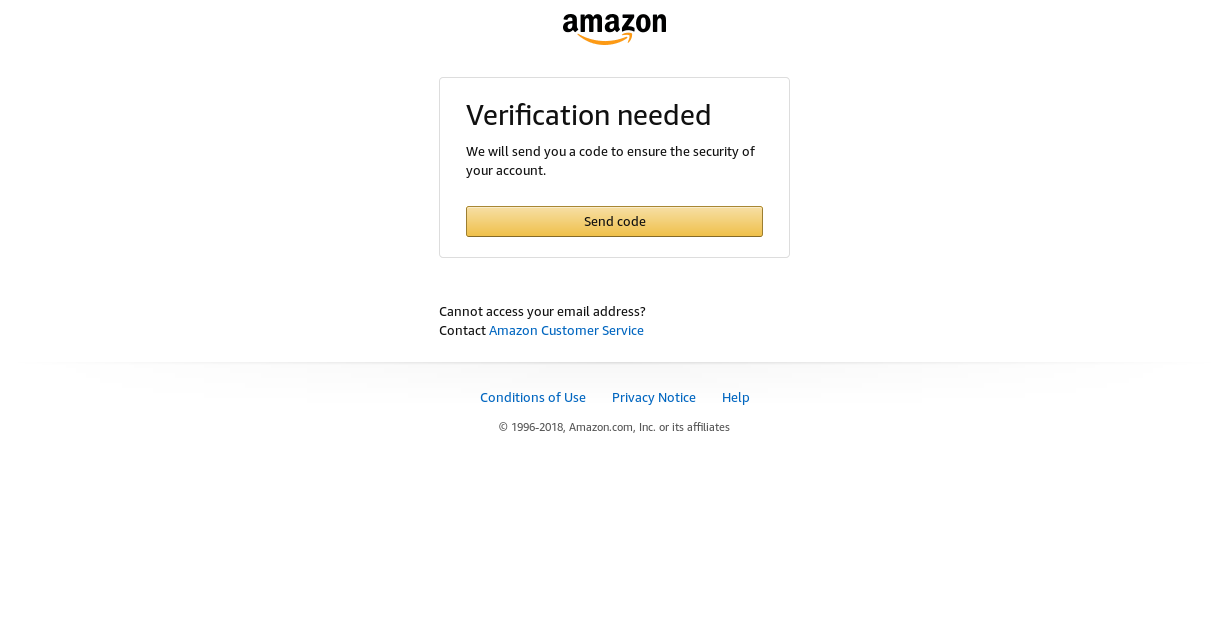 amazon
Verification needed
We will send you a code to ensure the security of
your account.
Send code
Cannot access your email address?
Contact Amazon Customer Service
Conditions of Use Privacy Notice Help
© 1996-2018, Amazon.com, Inc. or its affiliates